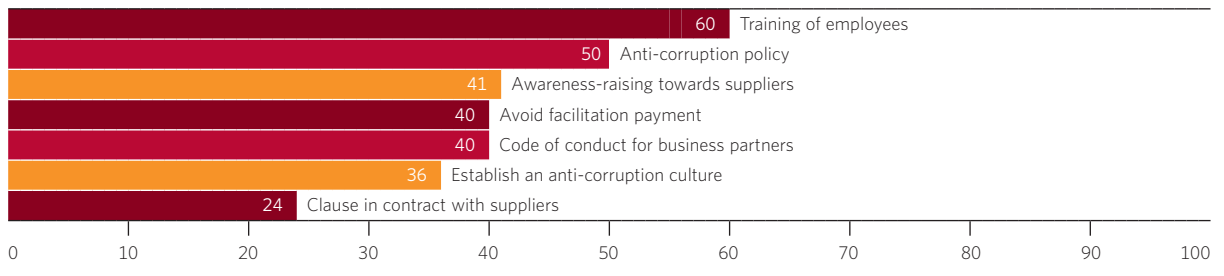 60 Training of employees
50 Anti-corruption policy
41 Awareness-raising towards suppliers
40 Avoid facilitation payment
40 Code of conduct for business partners
36 Establish an anti-corruption culture
24 Clause in contract with suppliers
0 10 20 30 40 50 60 70 80 90 100